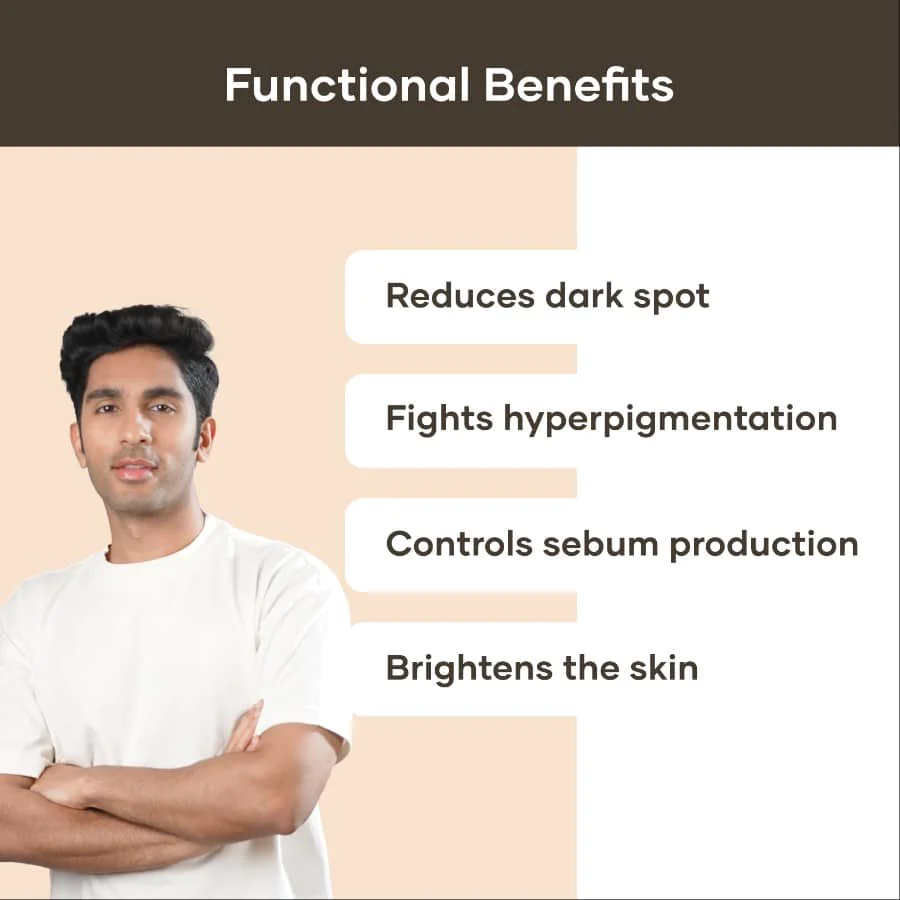 Functional Benefits
Reduces dark spot
Fights hyperpigmentation
Controls sebum production
Brightens the skin